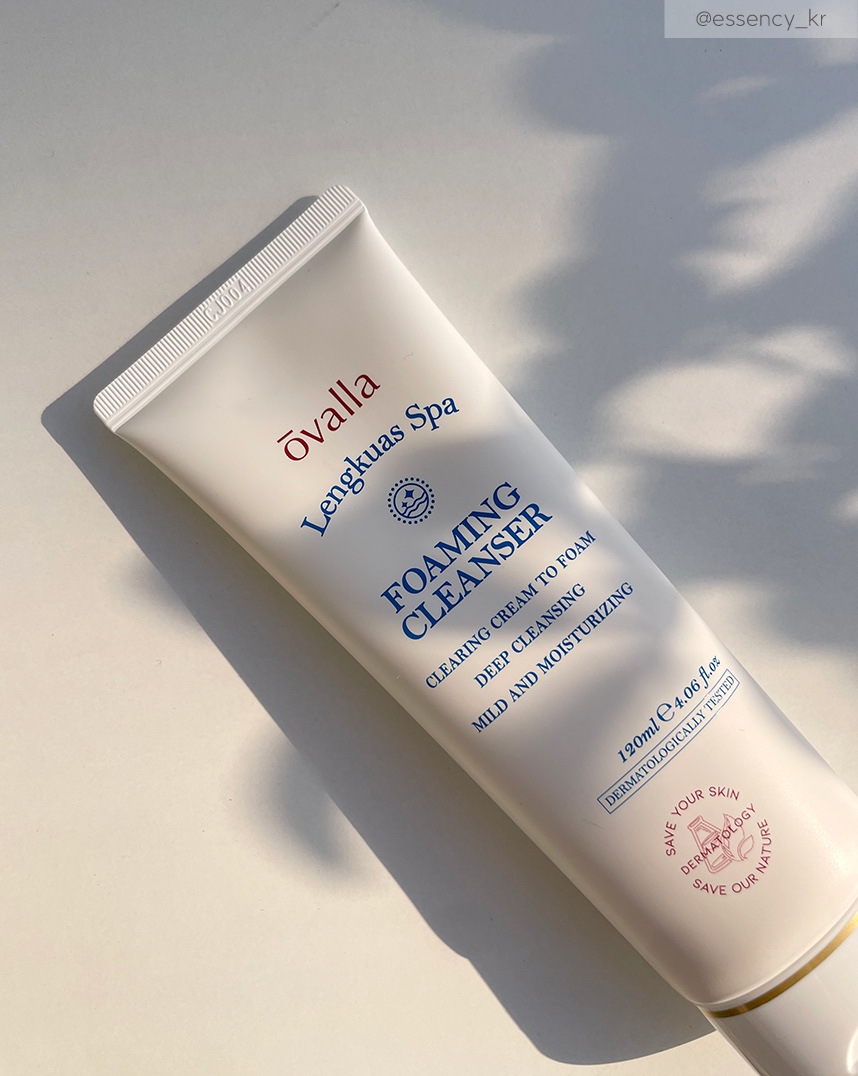 @essency_kr
CJ004
ōvalla
Lengkuas Spa
FOAMING
CLEANSER
CLEARING CREAM TO FOAM
DEEP CLEANSING
MILD AND MOISTURIZING
120ml ℮ 4.06 fl.oz
DERMATOLOGICALLY TESTED
SAVE YOUR SKIN
DERMATOLOGY
SAVE OUR NATURE